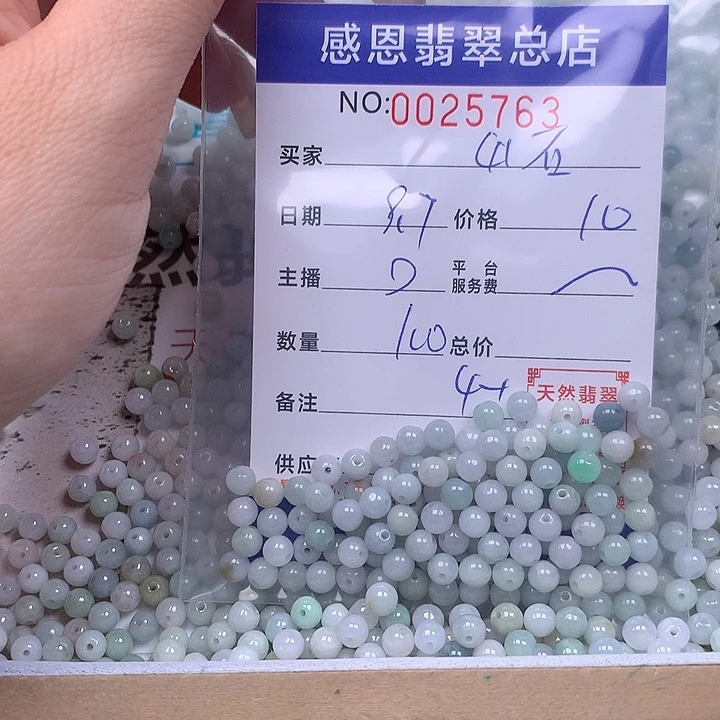 感恩翡翠总店
NO:0025763
买家
日期 8.7 价格 10
主播 平台服务费
数量 100 总价
备注
天然翡翠
供应